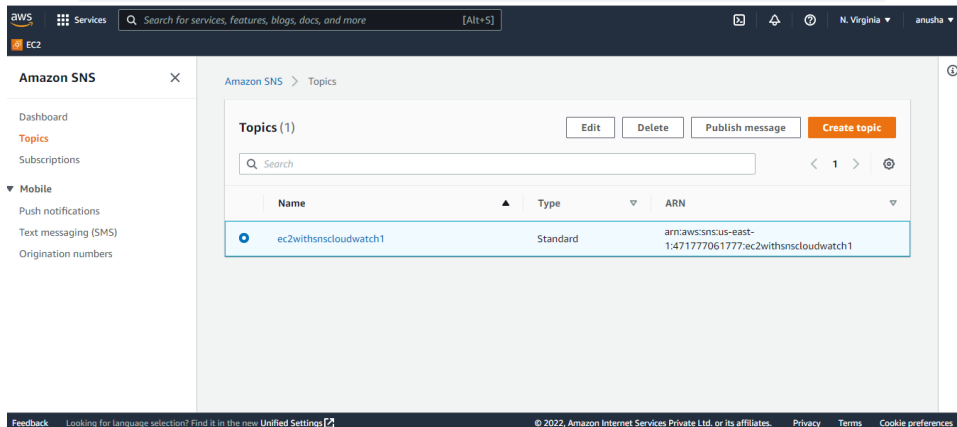 aws Services Search for services, features, blogs, docs, and more [Alt+S] N. Virginia ▼ anusha ▼
EC2
Amazon SNS
Dashboard
Topics
Subscriptions
Mobile
Push notifications
Text messaging (SMS)
Origination numbers
Amazon SNS > Topics
Topics (1) Edit Delete Publish message Create topic
Search < 1 >
Name Type ARN
ec2withsnscloudwatch1 Standard arn:aws:sns:us-east-
1:471777061777:ec2withsnscloudwatch1
Feedback Looking for language selection? Find it in the new Unified Settings © 2022, Amazon Internet Services Private Ltd. or its affiliates. Privacy Terms Cookie preferences